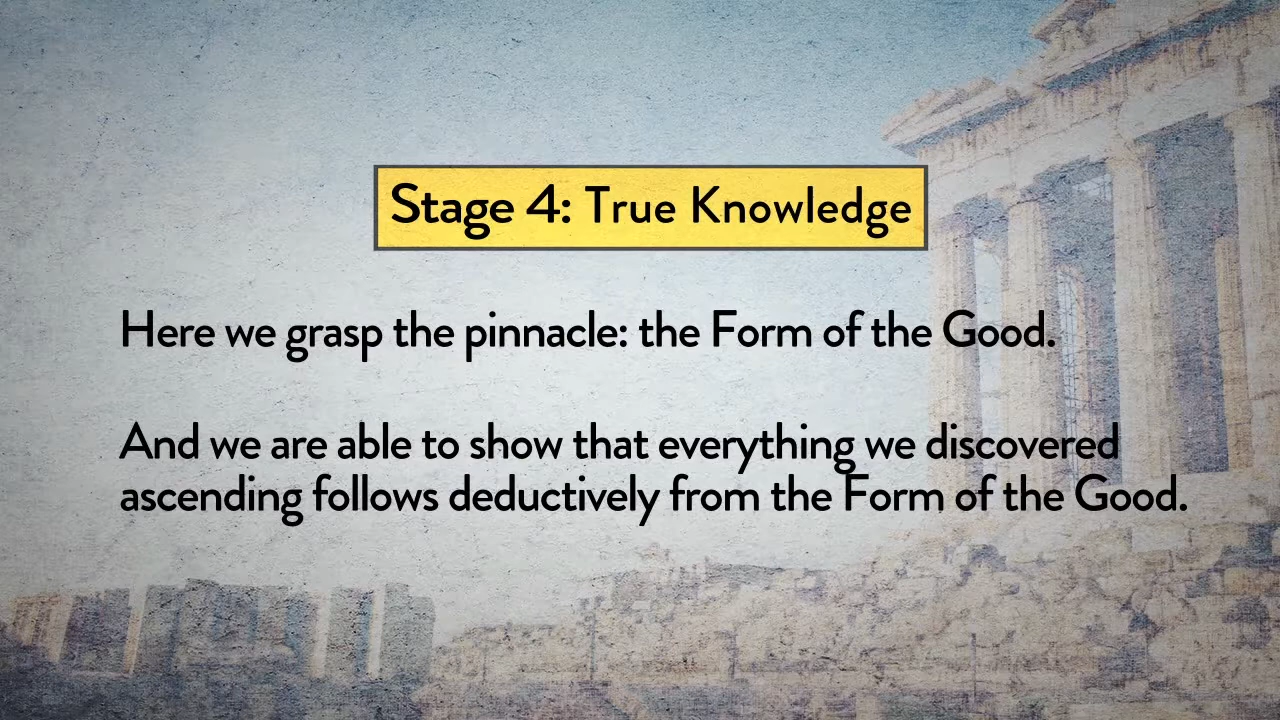 Stage 4: True Knowledge
Here we grasp the pinnacle: the Form of the Good.
And we are able to show that everything we discovered
ascending follows deductively from the Form of the Good.